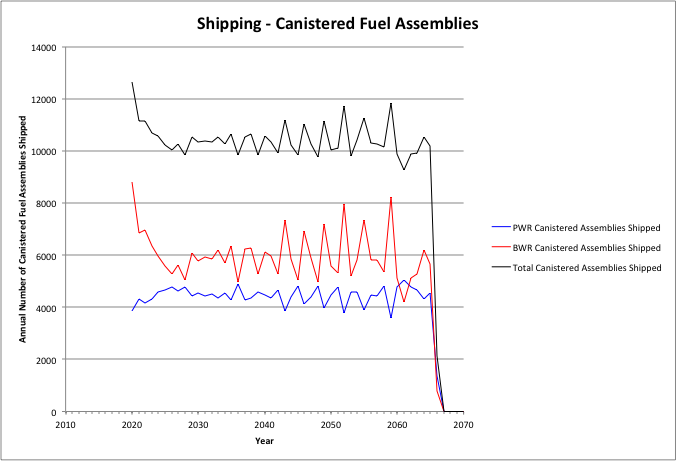 Shipping - Canistered Fuel Assemblies
Annual Number of Canistered Fuel Assemblies Shipped
14000
12000
10000
8000
6000
4000
2000
0
2010
2020
2030
2040
2050
2060
2070
Year
PWR Canistered Assemblies Shipped
BWR Canistered Assemblies Shipped
Total Canistered Assemblies Shipped